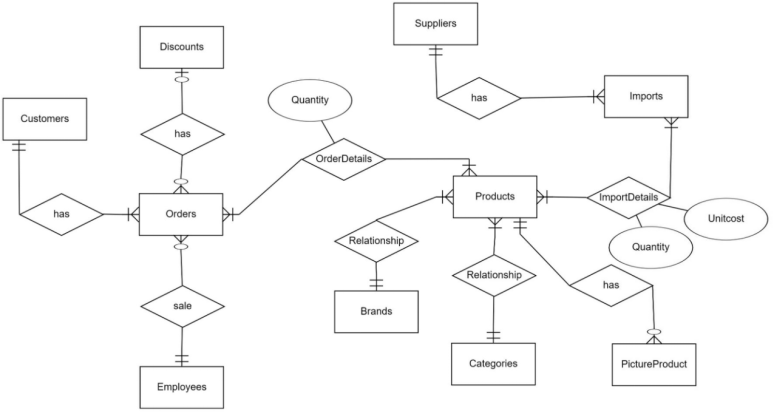 Suppliers
Discounts
Quantity
has
Imports
Customers
has
OrderDetails
has
Orders
Products
ImportDetails
Unitcost
Relationship
Quantity
Relationship
has
sale
Brands
Categories
PictureProduct
Employees